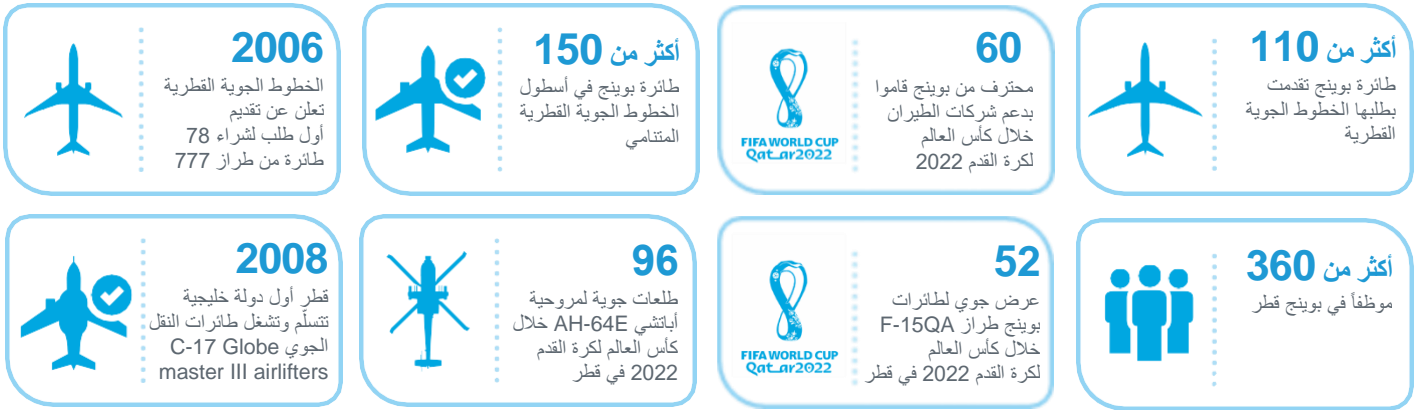 أكثر من 110
طائرة بوينج تقدمت
بطلبها الخطوط الجوية
القطرية
60
محترف من بوينج قاموا
بدعم شركات الطيران
خلال كأس العالم
لكرة القدم 2022
FIFA WORLD CUP
Qatar2022
أكثر من 150
طائرة بوينج في أسطول
الخطوط الجوية القطرية
المتنامي
2006
الخطوط الجوية القطرية
تعلن عن تقديم
أول طلب لشراء 78
طائرة من طراز 777
أكثر من 360
موظفاً في بوينج قطر
52
عرض جوي لطائرات
بوينج طراز F-15QA
خلال كأس العالم
لكرة القدم 2022 في قطر
FIFA WORLD CUP
Qatar2022
96
طلعات جوية لمروحية
أباتشي AH-64E خلال
كأس العالم لكرة القدم
2022 في قطر
2008
قطر أول دولة خليجية
تتسلّم وتشغل طائرات النقل
الجوي C-17 Globe
master III airlifters